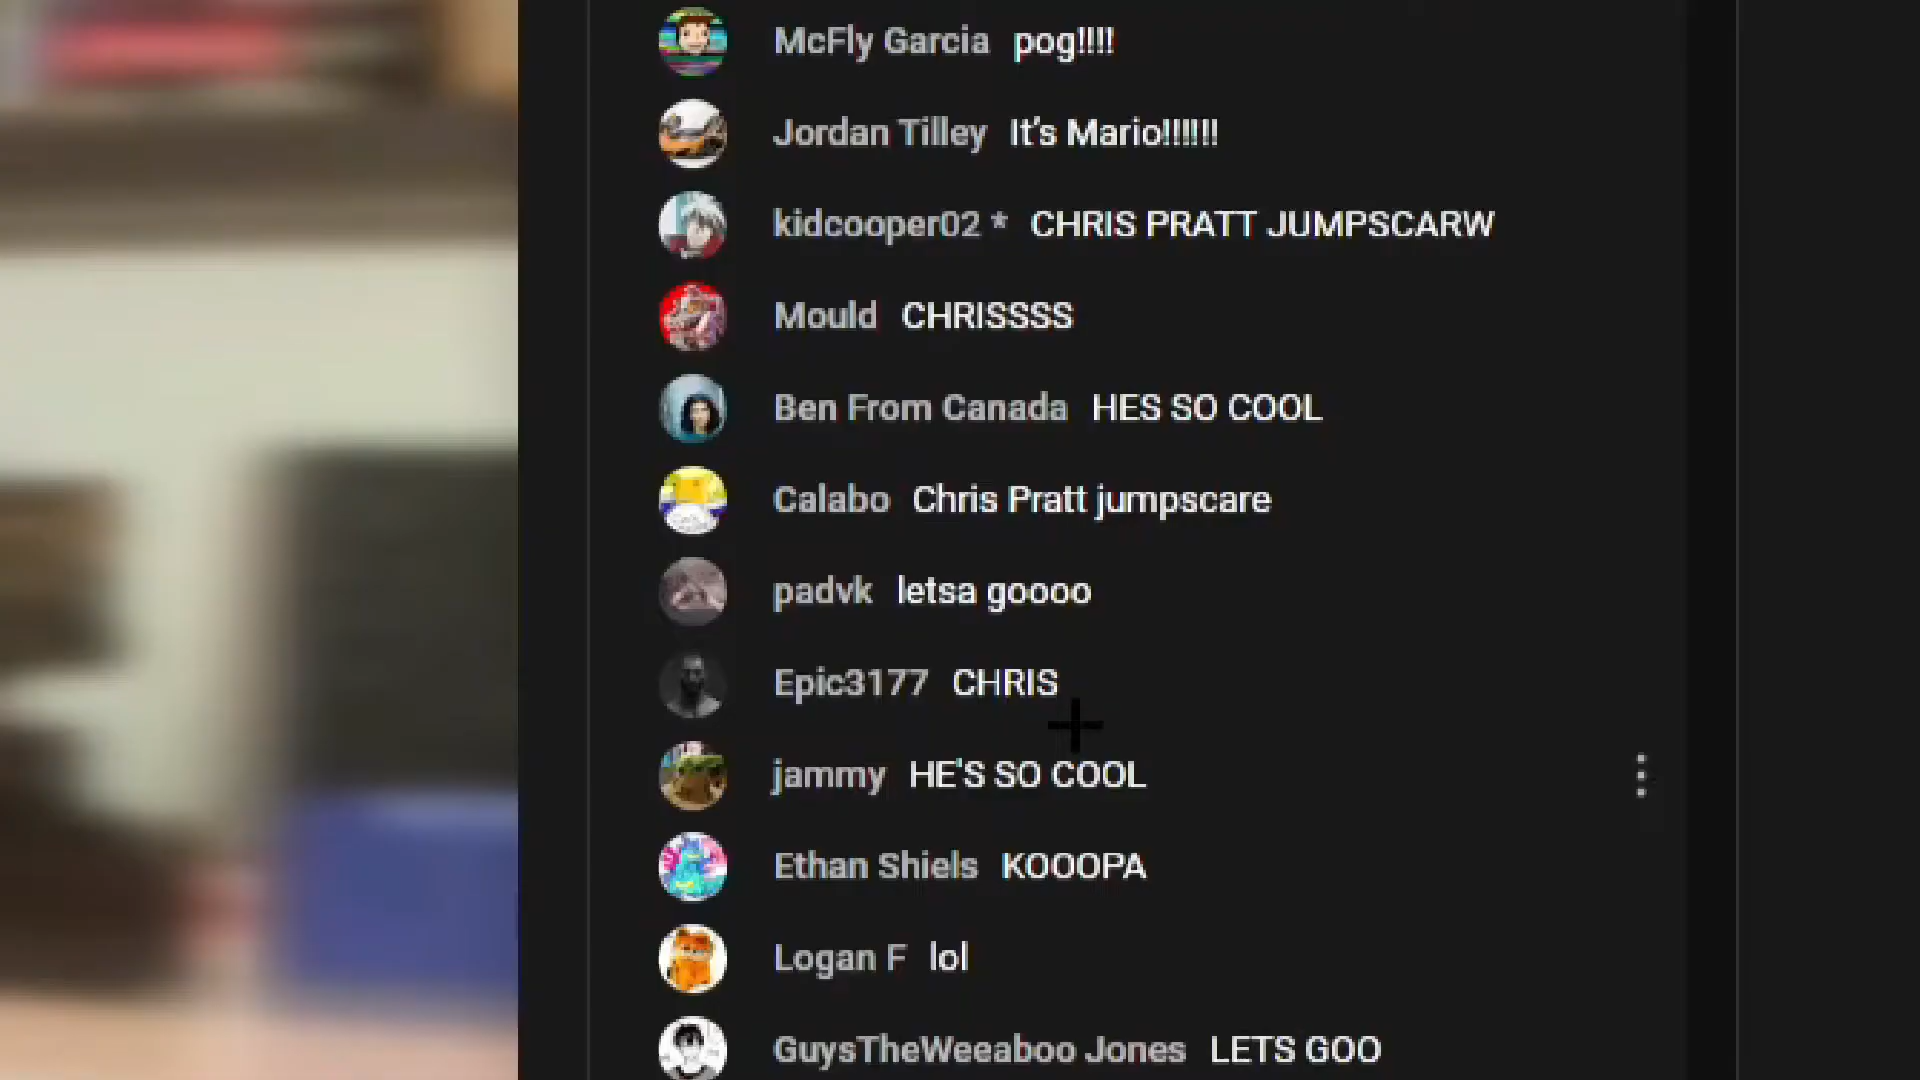 McFly Garcia pog!!!!
Jordan Tilley It's Mario!!!!!!
kidcooper02 * CHRIS PRATT JUMPSCARW
Mould CHRISSSS
Ben From Canada HES SO COOL
Calabo Chris Pratt jumpscare
padvk letsa goooo
Epic3177 CHRIS
jammy HE'S SO COOL
Ethan Shiels KOOOPA
Logan F lol
GuysTheWeeaboo Jones LETS GOO